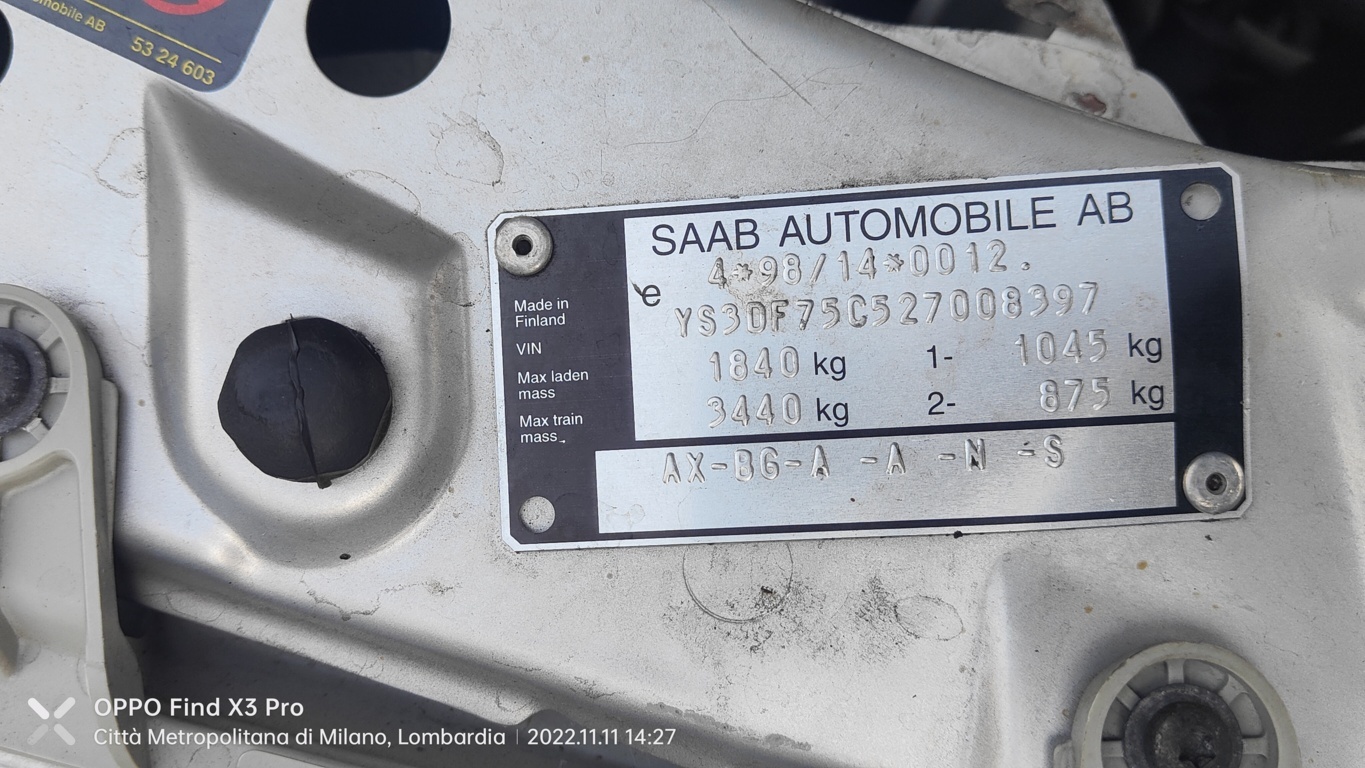 omobile AB 53 24 603
SAAB AUTOMOBILE AB
e 4*98/14*0012.
Made in
Finland
VIN YS3DF75C527008397
Max laden
mass
1840 kg 1- 1045 kg
Max train
mass
3440 kg 2- 875 kg
AX-BG-A -A -N -S
OPPO Find X3 Pro
Città Metropolitana di Milano, Lombardia | 2022.11.11 14:27